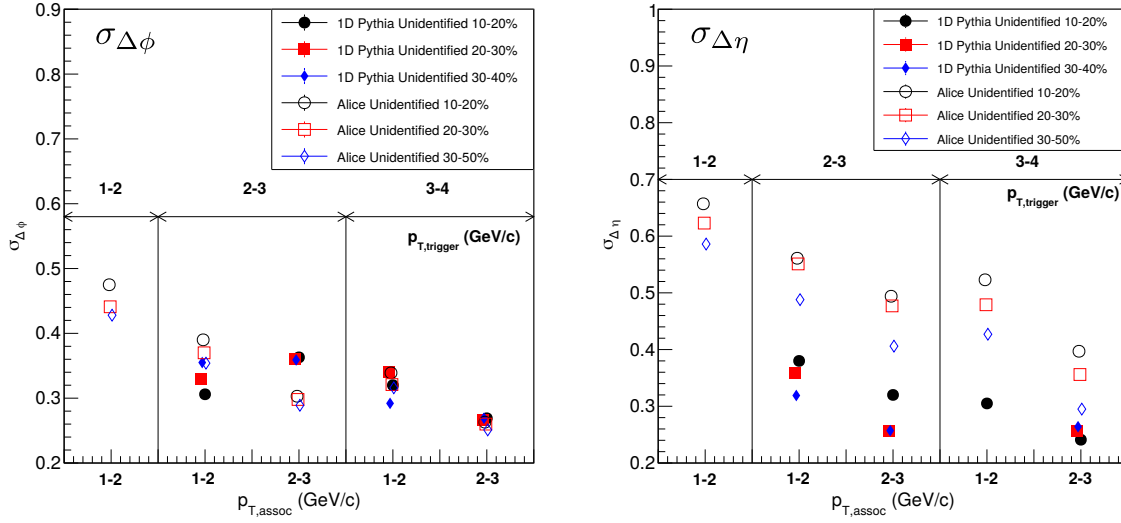 σΔϕ
1D Pythia Unidentified 10-20%
1D Pythia Unidentified 20-30%
1D Pythia Unidentified 30-40%
Alice Unidentified 10-20%
Alice Unidentified 20-30%
Alice Unidentified 30-50%
0.9
0.8
0.7
0.6
0.5
0.4
0.3
0.2
σΔϕ
1-2
2-3
3-4
pT,trigger (GeV/c)
1-2
1-2
2-3
1-2
2-3
pT,assoc (GeV/c)
σΔη
1D Pythia Unidentified 10-20%
1D Pythia Unidentified 20-30%
1D Pythia Unidentified 30-40%
Alice Unidentified 10-20%
Alice Unidentified 20-30%
Alice Unidentified 30-50%
1
0.9
0.8
0.7
0.6
0.5
0.4
0.3
0.2
σΔη
1-2
2-3
3-4
pT,trigger (GeV/c)
1-2
1-2
2-3
1-2
2-3
pT,assoc (GeV/c)